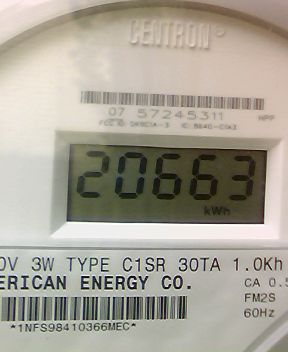 CENTRON®
07 57245311 HPP
20663
kWh
0V 3W TYPE C1SR 30TA 1.0Kh
ERICAN ENERGY CO. CA 0.5
FM2S
*1NFS98410366MEC* 60Hz